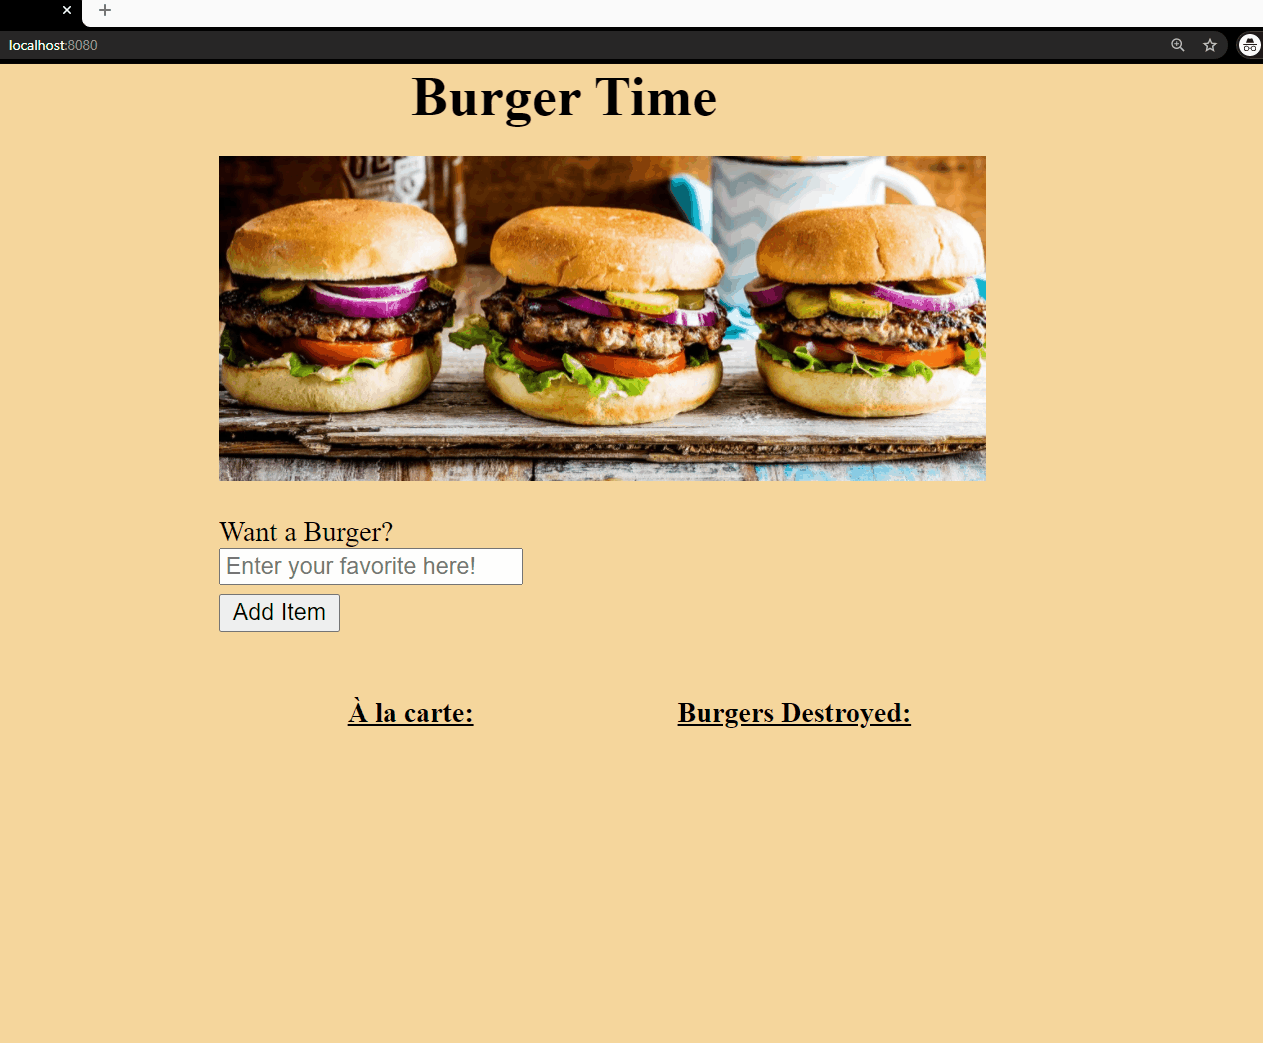 localhost:8080
Burger Time
Want a Burger?
Enter your favorite here!
Add Item
À la carte: Burgers Destroyed: